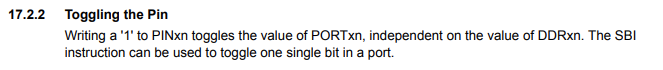 17.2.2 Toggling the Pin
Writing a '1' to PINxn toggles the value of PORTxn, independent on the value of DDRxn. The SBI
instruction can be used to toggle one single bit in a port.